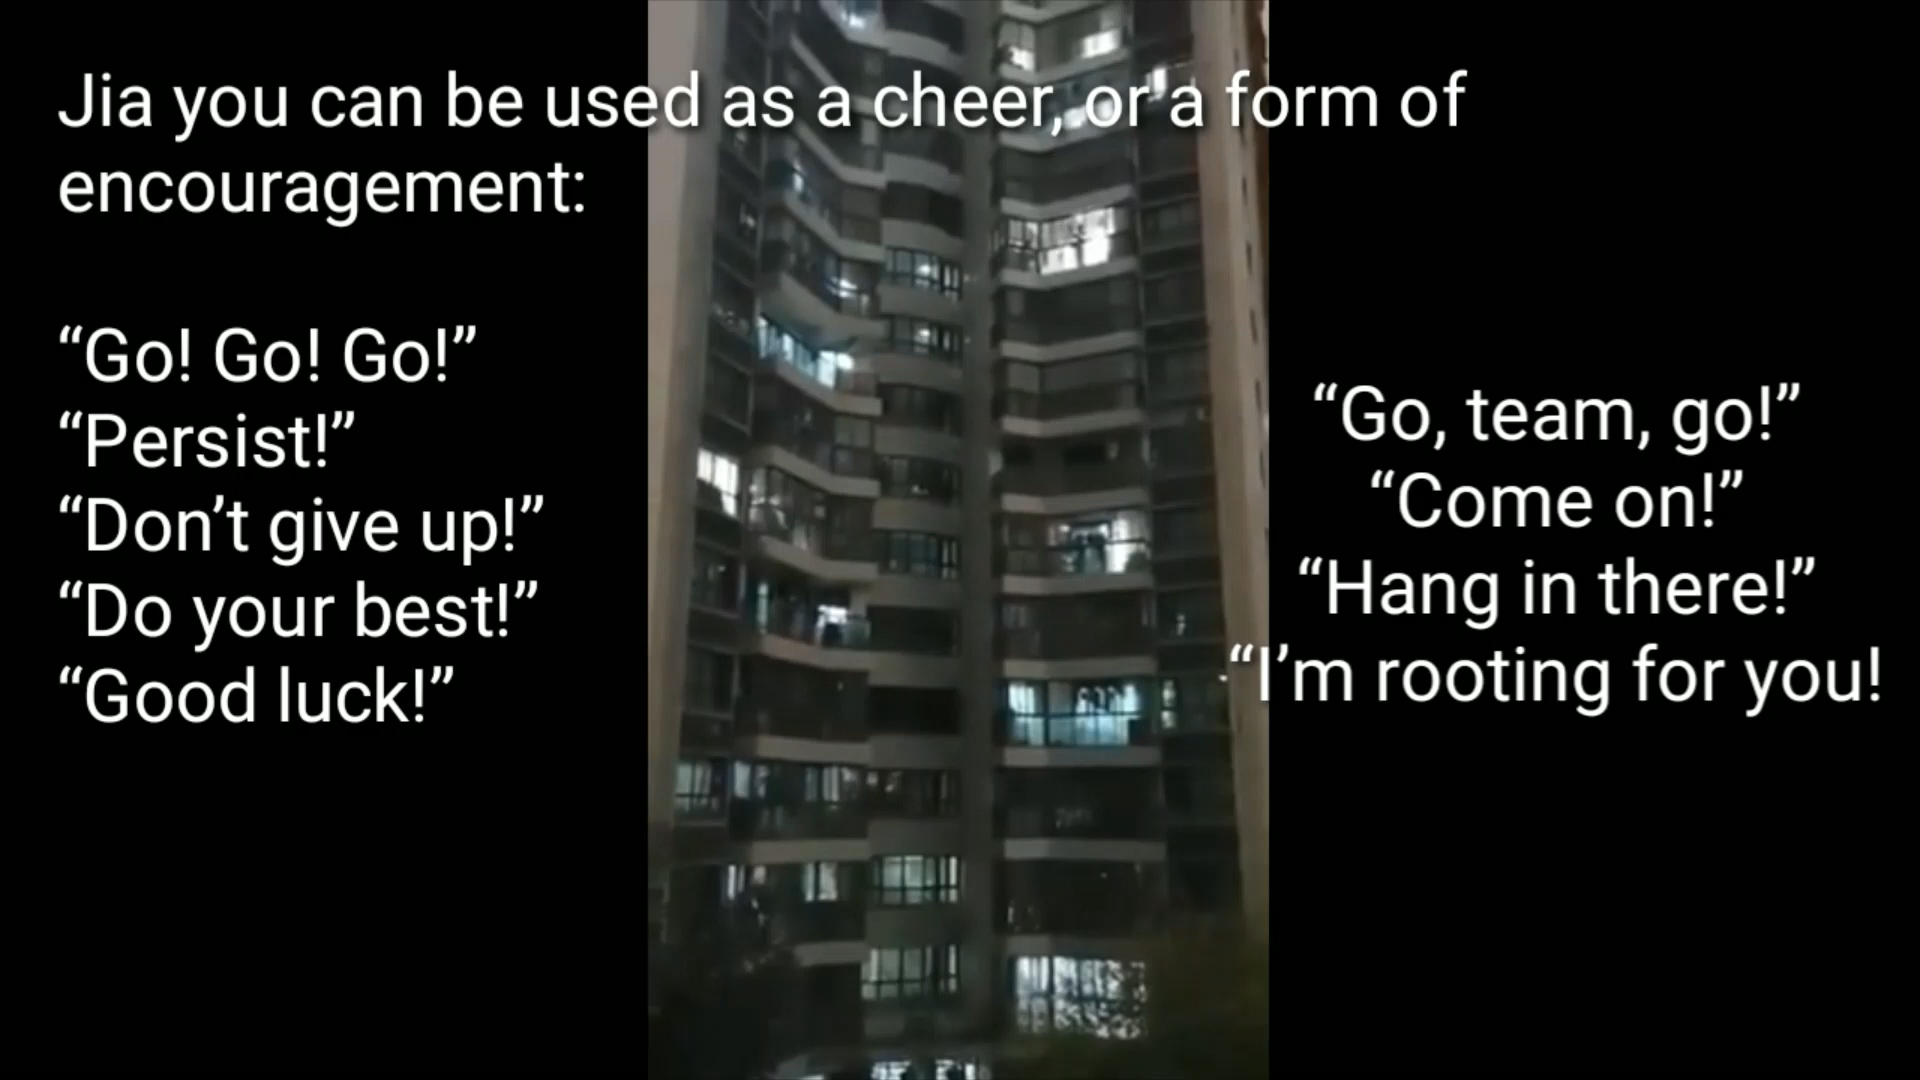 Jia you can be used as a cheer, or a form of
encouragement:
“Go! Go! Go!”
“Persist!”
“Don’t give up!”
“Do your best!”
“Good luck!”
“Go, team, go!”
“Come on!”
“Hang in there!”
“I’m rooting for you!